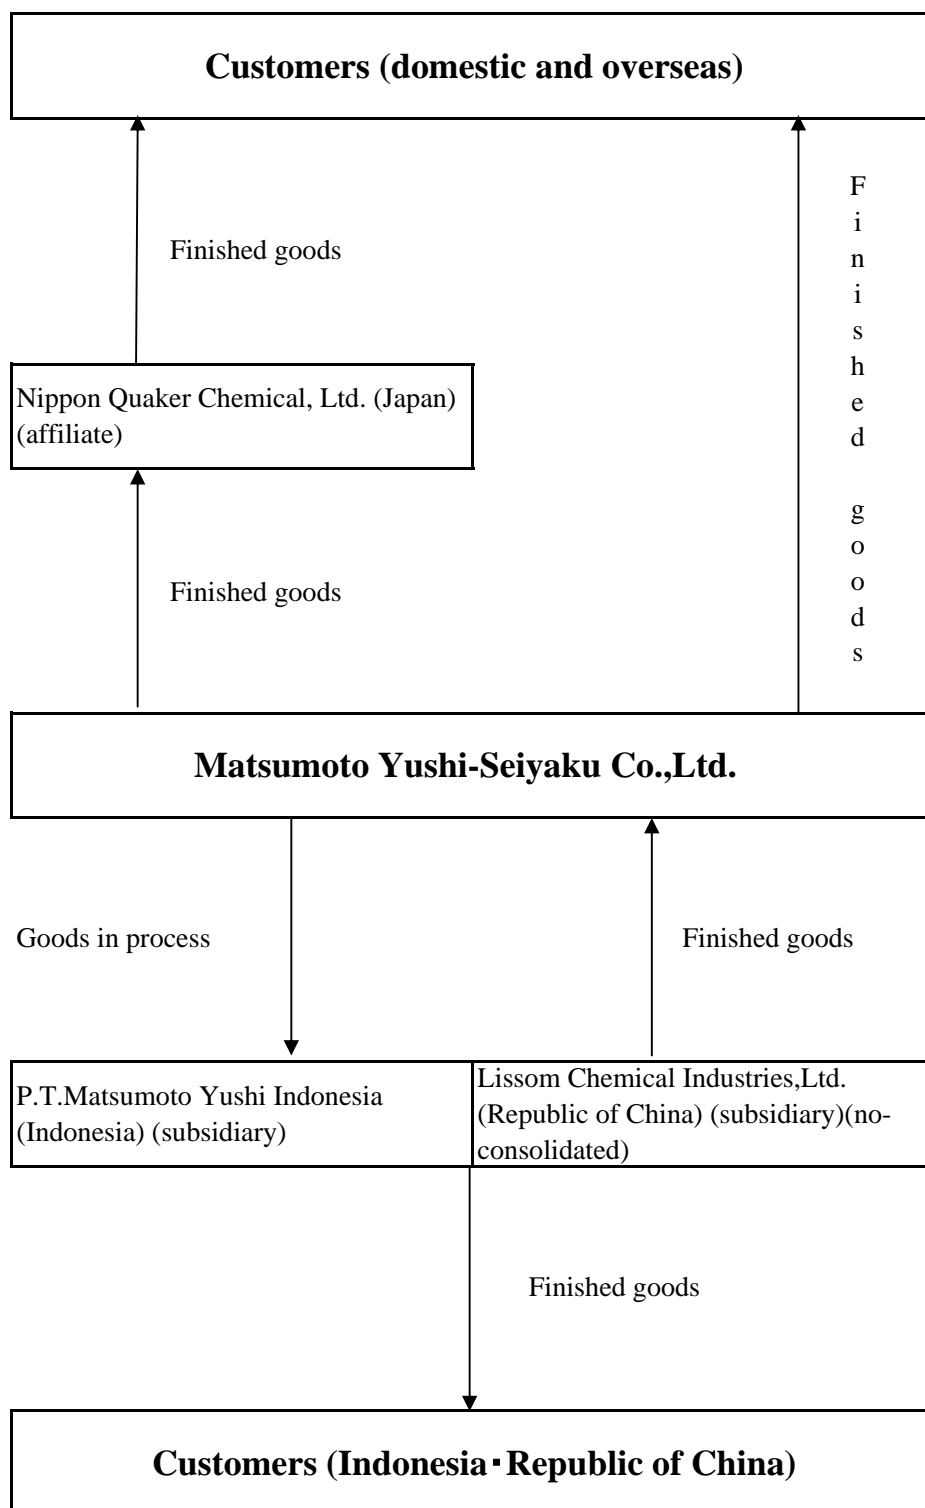 Customers (domestic and overseas)
Finished goods
Finished goods
Nippon Quaker Chemical, Ltd. (Japan)
(affiliate)
Finished goods
Matsumoto Yushi-Seiyaku Co.,Ltd.
Goods in process
Finished goods
P.T.Matsumoto Yushi Indonesia
(Indonesia) (subsidiary)
Lissom Chemical Industries,Ltd.
(Republic of China) (subsidiary)(no-
consolidated)
Finished goods
Customers (Indonesia・Republic of China)